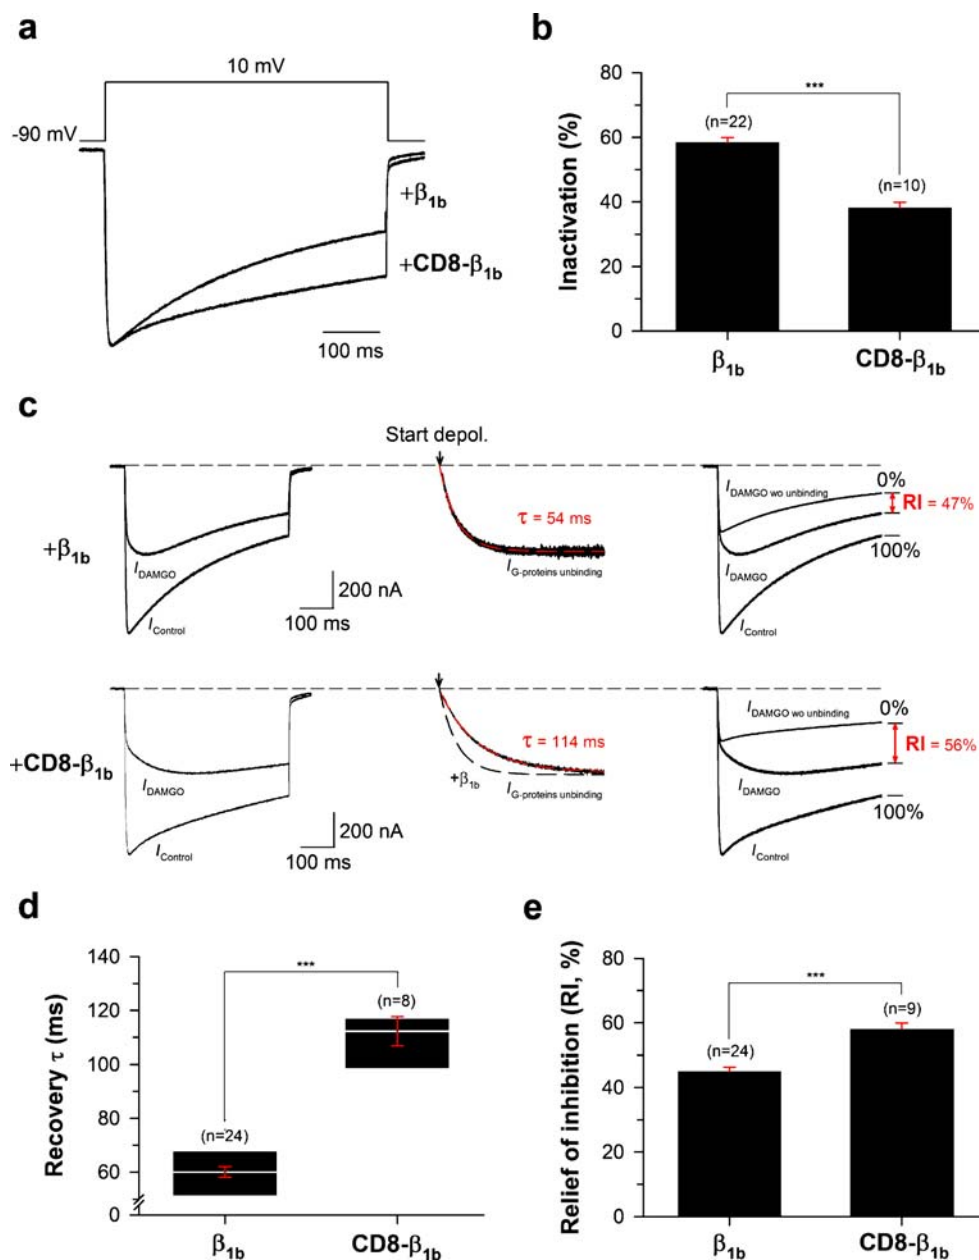 a
10 mV
-90 mV
+β1b
+CD8-β1b
100 ms
b
Inactivation (%)
80
60
40
20
0
***
(n=22)
(n=10)
β1b
CD8-β1b
c
Start depol.
+β1b
IDAMGO
IControl
200 nA
100 ms
τ = 54 ms
IG-proteins unbinding
IDAMGO wo unbinding
0%
RI = 47%
100%
IDAMGO
IControl
+CD8-β1b
IDAMGO
IControl
200 nA
100 ms
τ = 114 ms
+β1b
IG-proteins unbinding
IDAMGO wo unbinding
0%
RI = 56%
IDAMGO
100%
IControl
d
Recovery τ (ms)
140
120
100
80
60
0
***
(n=24)
(n=8)
β1b
CD8-β1b
e
Relief of inhibition (RI, %)
80
60
40
20
0
***
(n=24)
(n=9)
β1b
CD8-β1b